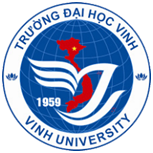 TRƯỜNG ĐẠI HỌC VINH
1959
VINH UNIVERSITY